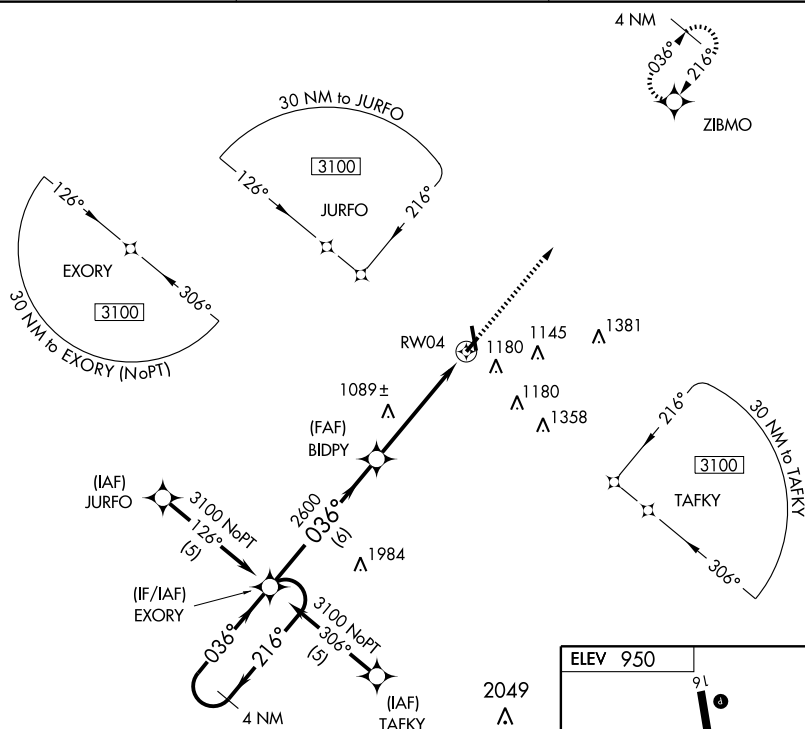 4 NM
036°
216°
ZIBMO
30 NM to JURFO
3100
126°
JURFO
216°
126°
EXORY
3100
306°
30 NM to EXORY (NoPT)
RW04
1180
1145
1381
1089±
1180
1358
(FAF)
BIDPY
216°
30 NM to TAFKY
3100
TAFKY
306°
(IAF)
JURFO
3100 NoPT
126°
(5)
2600
036°
(6)
1984
(IF/IAF)
EXORY
3100 NoPT
306°
(5)
036°
216°
4 NM
(IAF)
TAFKY
2049
ELEV 950
16
P